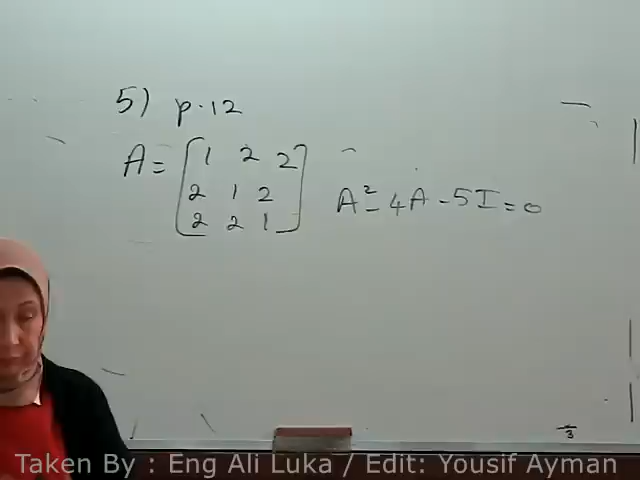 5) p.12
A = [1 2 2
2 1 2 A² - 4A - 5I = 0
2 2 1]
3
Taken By : Eng Ali Luka / Edit: Yousif Ayman